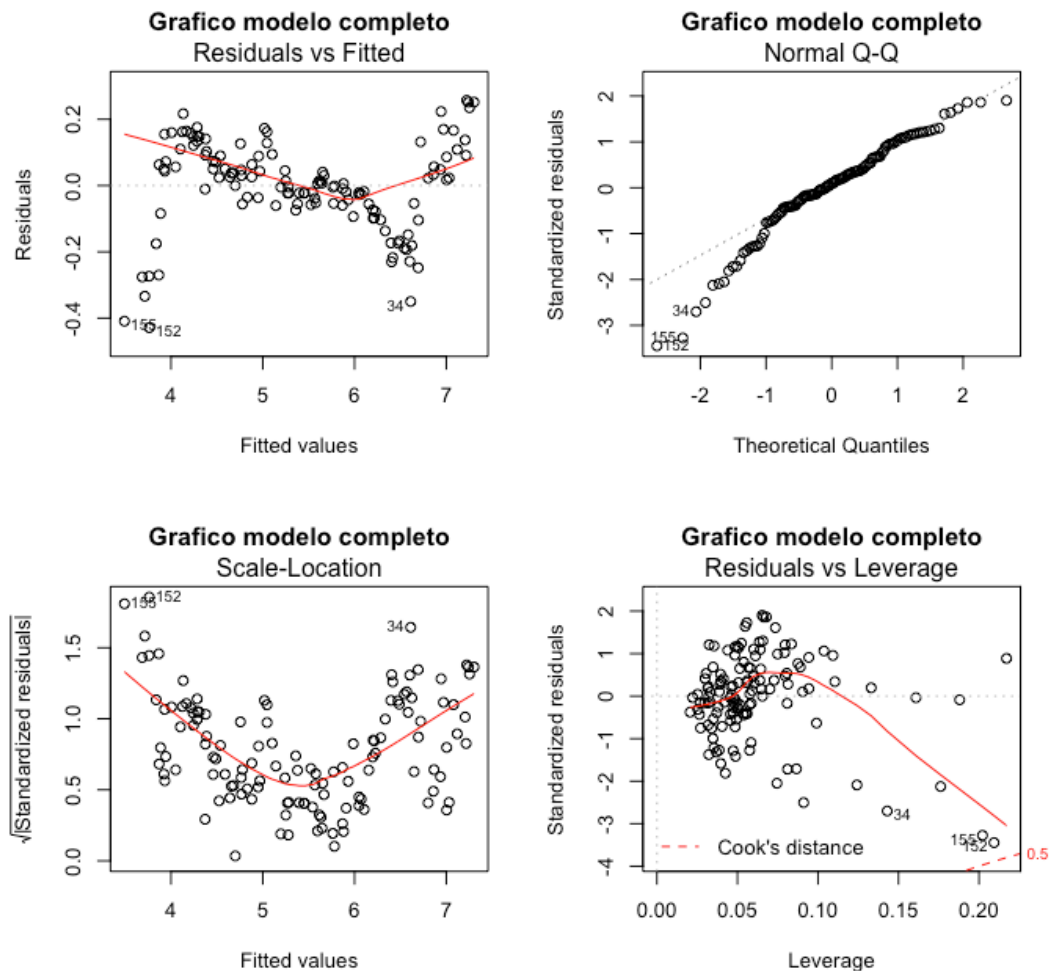 Grafico modelo completo
Residuals vs Fitted
Residuals
0.2
0.0
-0.2
-0.4
34
155
152
4 5 6 7
Fitted values
Grafico modelo completo
Normal Q-Q
Standardized residuals
2
1
0
-1
-2
-3
34
155
152
-2 -1 0 1 2
Theoretical Quantiles
Grafico modelo completo
Scale-Location
√|Standardized residuals|
1.5
1.0
0.5
0.0
155
152
34
4 5 6 7
Fitted values
Grafico modelo completo
Residuals vs Leverage
Standardized residuals
2
1
0
-1
-2
-3
-4
34
155
152
Cook's distance
0.5
0.00 0.05 0.10 0.15 0.20
Leverage